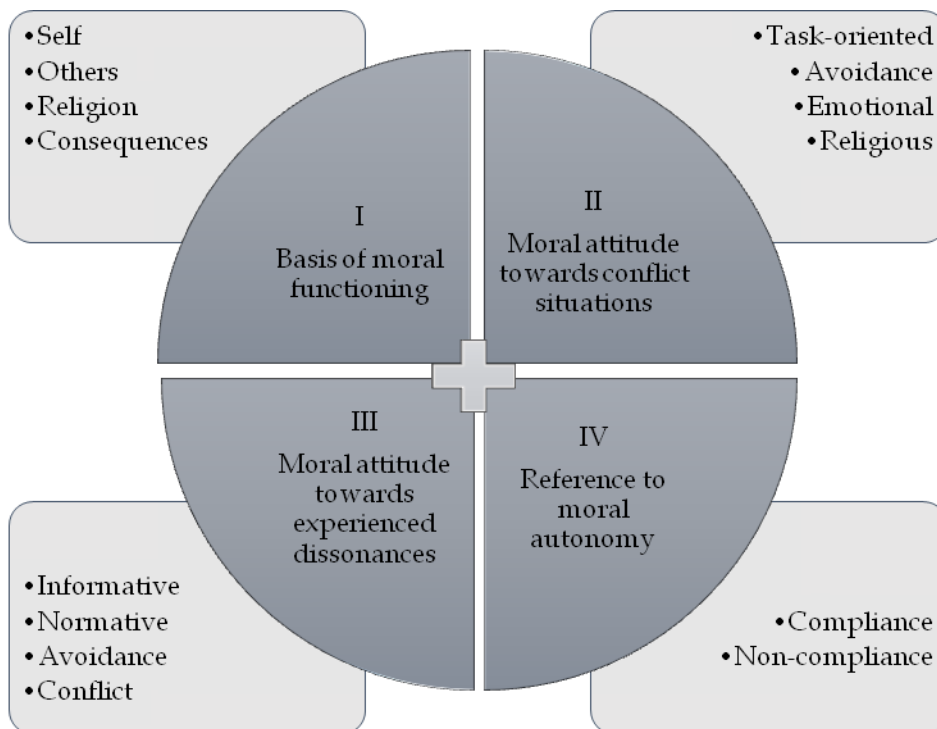 •Self
•Others
•Religion
•Consequences
•Task-oriented
•Avoidance
•Emotional
•Religious
I
Basis of moral
functioning
II
Moral attitude
towards conflict
situations
III
Moral attitude
towards
experienced
dissonances
IV
Reference to
moral
autonomy
•Informative
•Normative
•Avoidance
•Conflict
•Compliance
•Non-compliance